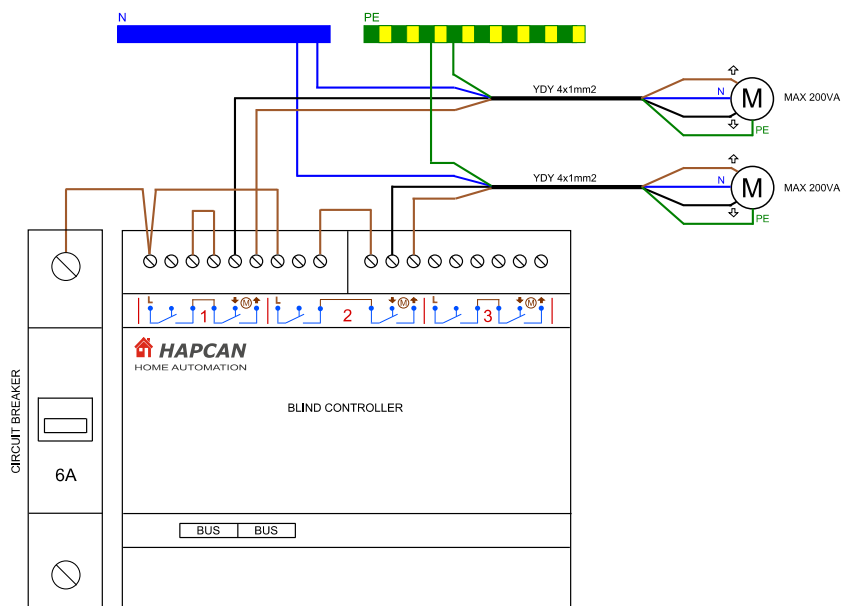 N
PE
YDY 4x1mm2
N
M
MAX 200VA
PE
YDY 4x1mm2
N
M
MAX 200VA
PE
L
1
M
L
2
M
L
3
M
HAPCAN
HOME AUTOMATION
BLIND CONTROLLER
CIRCUIT BREAKER
6A
BUS
BUS